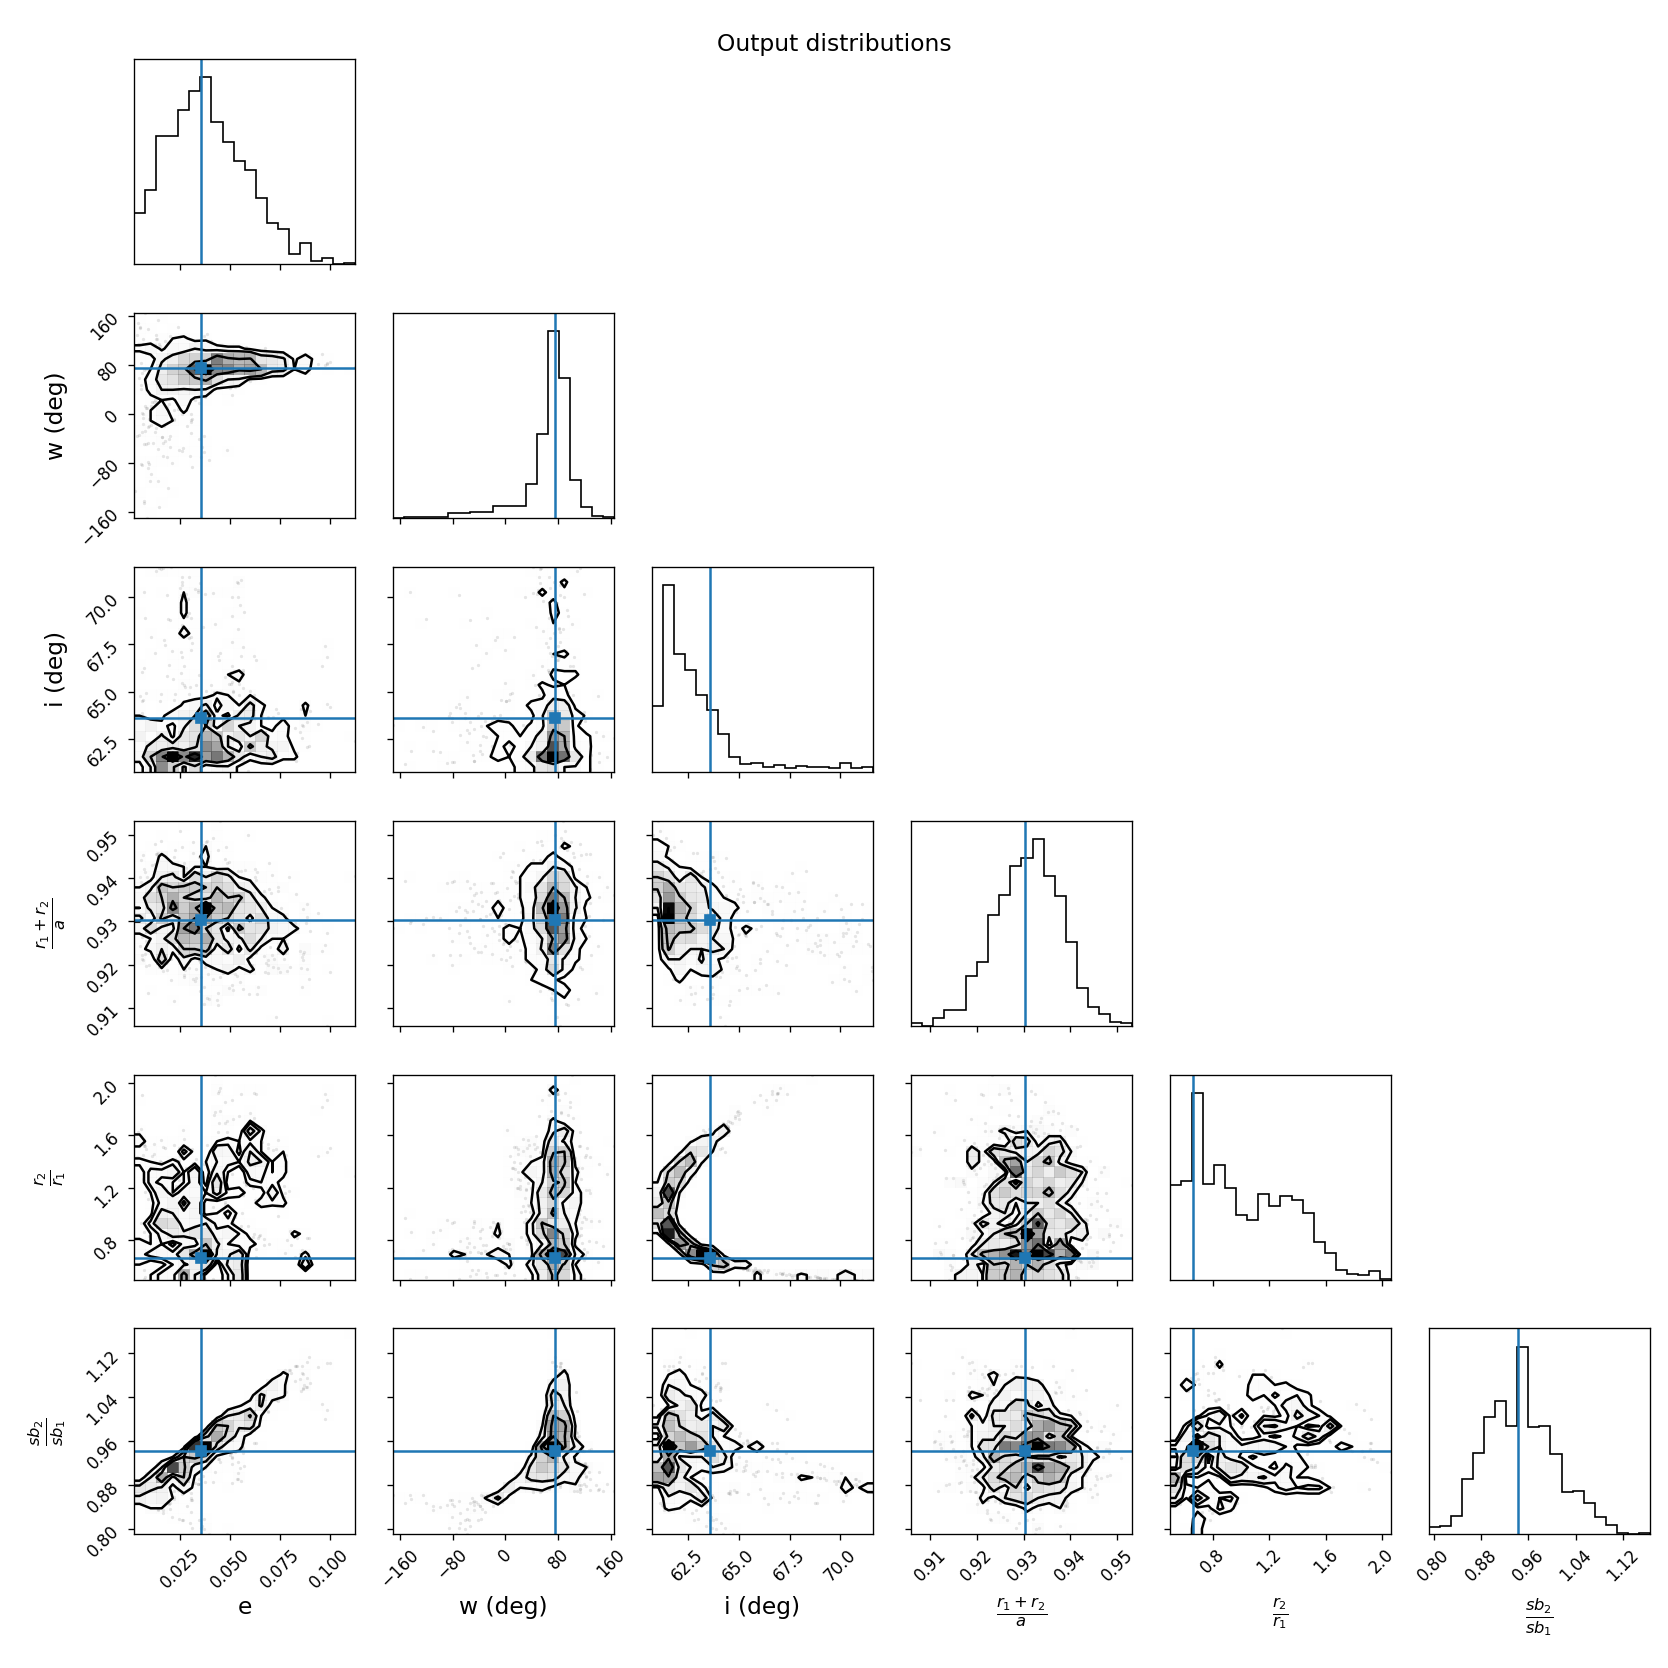 Output distributions
w (deg)
160
80
0
−80
−160
i (deg)
70.0
67.5
65.0
62.5
r1 + r2
a
0.95
0.94
0.93
0.92
0.91
r2
r1
2.0
1.6
1.2
0.8
sb2
sb1
1.12
1.04
0.96
0.88
0.80
0.025 0.050 0.075 0.100
−160 −80 0 80 160
62.5 65.0 67.5 70.0
0.91 0.92 0.93 0.94 0.95
0.8 1.2 1.6 2.0
0.80 0.88 0.96 1.04 1.12
e
w (deg)
i (deg)
r1 + r2
a
r2
r1
sb2
sb1